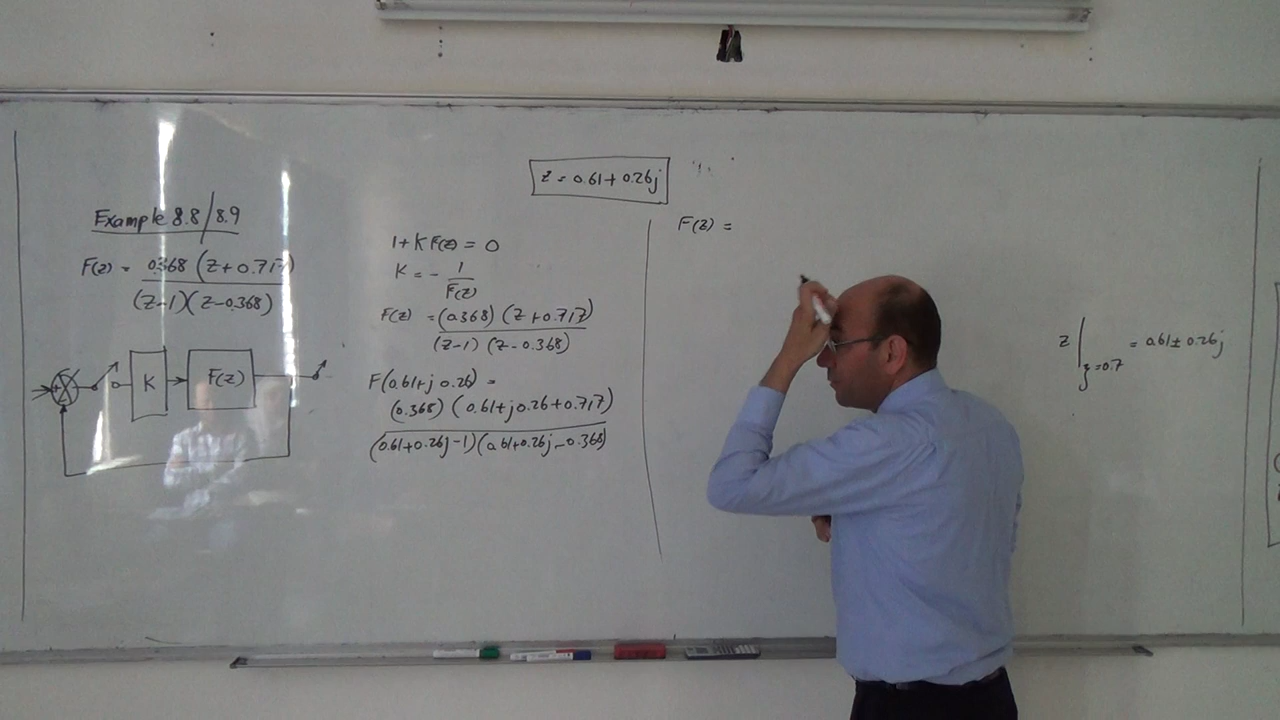 Z = 0.61 + 0.26j
Example 8.8/8.9
F(z) = 0.368 (Z + 0.717)
(Z-1)(Z-0.368)
K
F(Z)
1 + K F(Z) = 0
K = - 1
F(Z)
F(Z) = (0.368) (Z + 0.717)
(Z-1) (Z-0.368)
F(0.61+j0.26) =
(0.368) (0.61+j0.26+0.717)
(0.61+0.26j-1)(0.61+0.26j-0.368)
F(Z) =
Z | = 0.61 ± 0.26j
ȝ=0.7